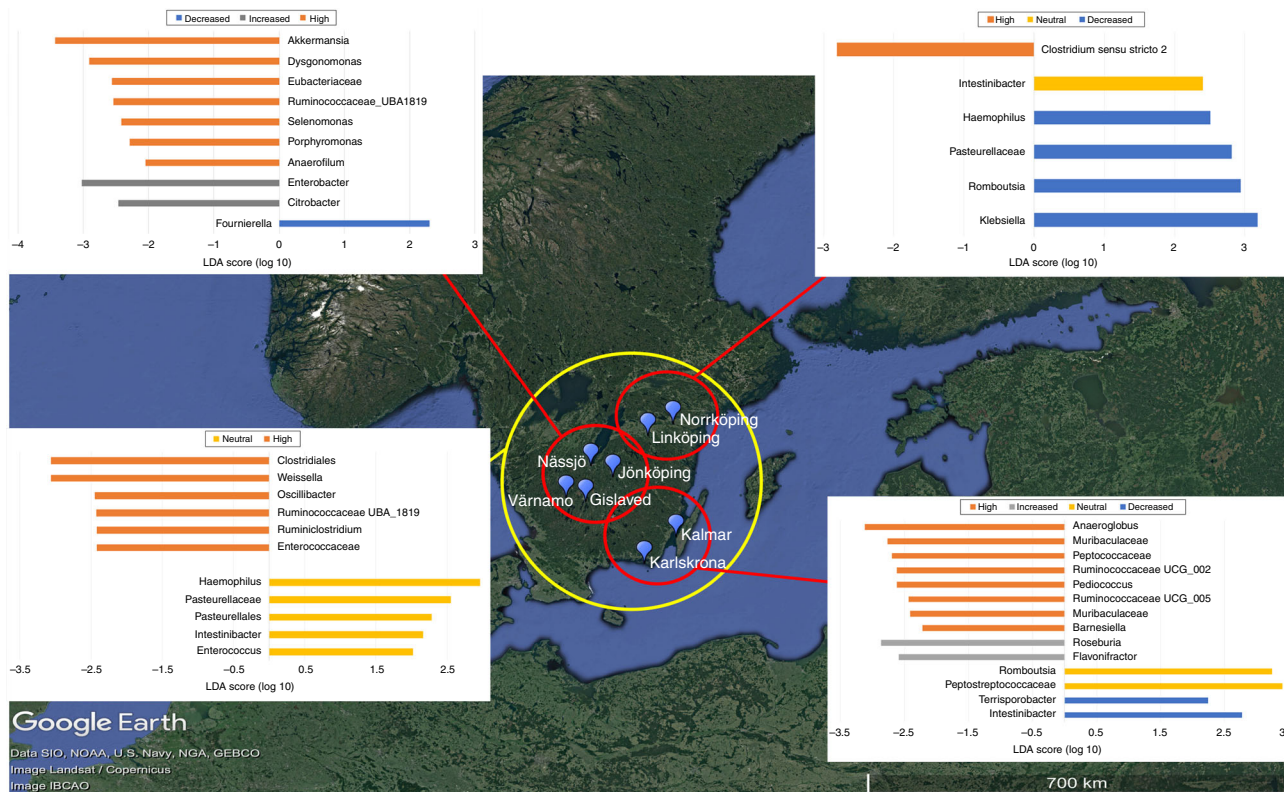 Decreased Increased High
Akkermansia
Dysgonomonas
Eubacteriaceae
Ruminococcaceae_UBA1819
Selenomonas
Porphyromonas
Anaerofilum
Enterobacter
Citrobacter
Fournierella
–4 –3 –2 –1 0 1 2 3
LDA score (log 10)
High Neutral Decreased
Clostridium sensu stricto 2
Intestinibacter
Haemophilus
Pasteurellaceae
Romboutsia
Klebsiella
–3 –2 –1 0 1 2 3
LDA score (log 10)
Norrköping
Linköping
Nässjö
Jönköping
Värnamo
Gislaved
Kalmar
Karlskrona
Neutral High
Clostridiales
Weissella
Oscillibacter
Ruminococcaceae UBA_1819
Ruminiclostridium
Enterococcaceae
Haemophilus
Pasteurellaceae
Pasteurellales
Intestinibacter
Enterococcus
–3.5 –2.5 –1.5 –0.5 0.5 1.5 2.5
LDA score (log 10)
High Increased Neutral Decreased
Anaeroglobus
Muribaculaceae
Peptococcaceae
Ruminococcaceae UCG_002
Pediococcus
Ruminococcaceae UCG_005
Muribaculaceae
Barnesiella
Roseburia
Flavonifractor
Romboutsia
Peptostreptococcaceae
Terrisporobacter
Intestinibacter
–3.5 –2.5 –1.5 –0.5 0.5 1.5 2.5 3
LDA score (log 10)
Google Earth
Data SIO, NOAA, U.S. Navy, NGA, GEBCO
Image Landsat / Copernicus
Image IBCAO
700 km